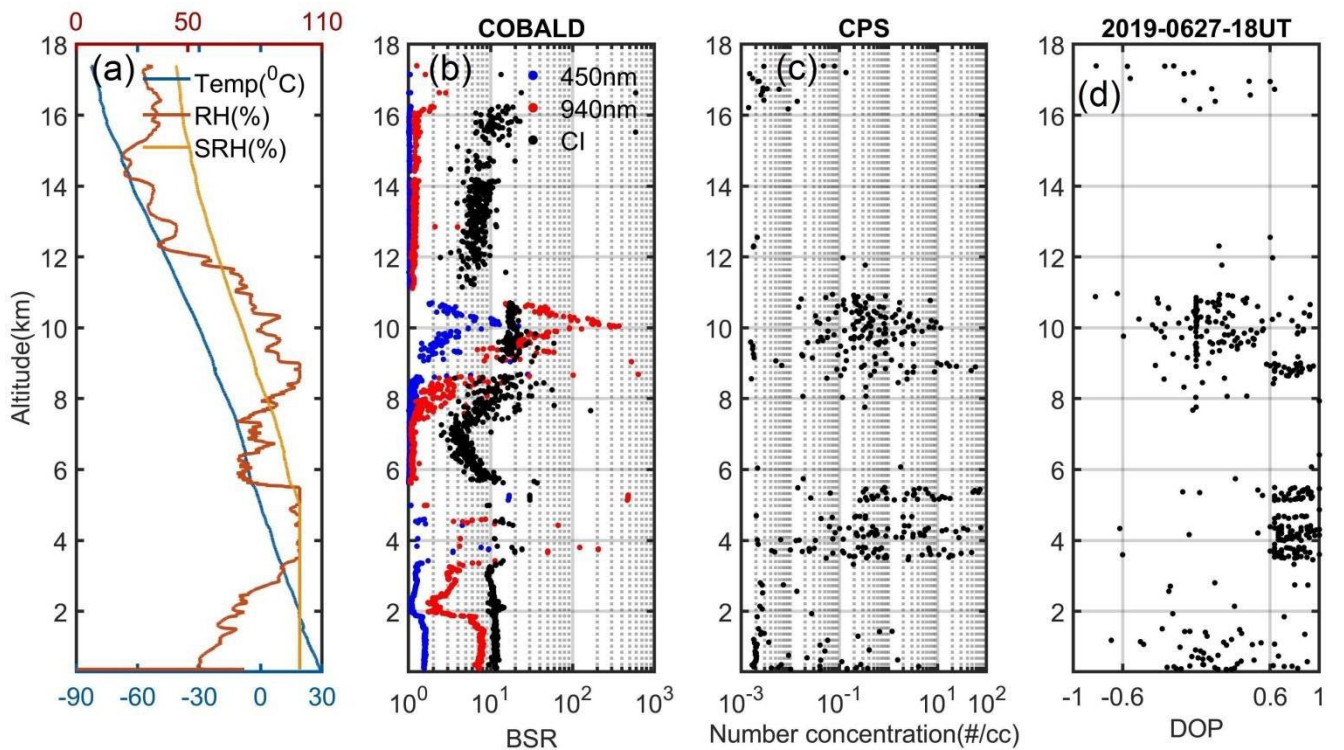 0 50 110
COBALD
CPS
2019-0627-18UT
(a)
Temp(⁰C)
RH(%)
SRH(%)
(b)
450nm
940nm
CI
(c)
(d)
Altitude(km)
18
16
14
12
10
8
6
4
2
-90 -30 0 30
18
16
14
12
10
8
6
4
2
10⁰ 10¹ 10² 10³
BSR
18
16
14
12
10
8
6
4
2
10⁻³ 10⁻¹ 10⁰ 10²
Number concentration(#/cc)
18
16
14
12
10
8
6
4
2
-1 -0.6 0.6 1
DOP